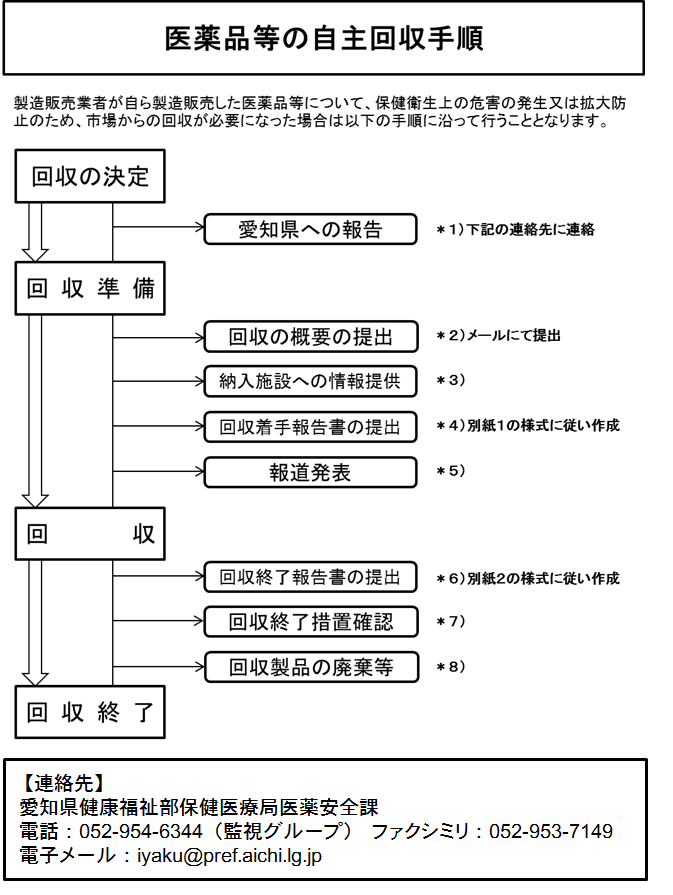 医薬品等の自主回収手順
製造販売業者が自ら製造販売した医薬品等について、保健衛生上の危害の発生又は拡大防
止のため、市場からの回収が必要になった場合は以下の手順に沿って行うこととなります。
回収の決定
愛知県への報告 ＊1）下記の連絡先に連絡
回収準備
回収の概要の提出 ＊2）メールにて提出
納入施設への情報提供 ＊3）
回収着手報告書の提出 ＊4）別紙1の様式に従い作成
報道発表 ＊5）
回収
回収終了報告書の提出 ＊6）別紙2の様式に従い作成
回収終了措置確認 ＊7）
回収製品の廃棄等 ＊8）
回収終了
【連絡先】
愛知県健康福祉部保健医療局医薬安全課
電話：052-954-6344（監視グループ） ファクシミリ：052-953-7149
電子メール：iyaku@pref.aichi.lg.jp